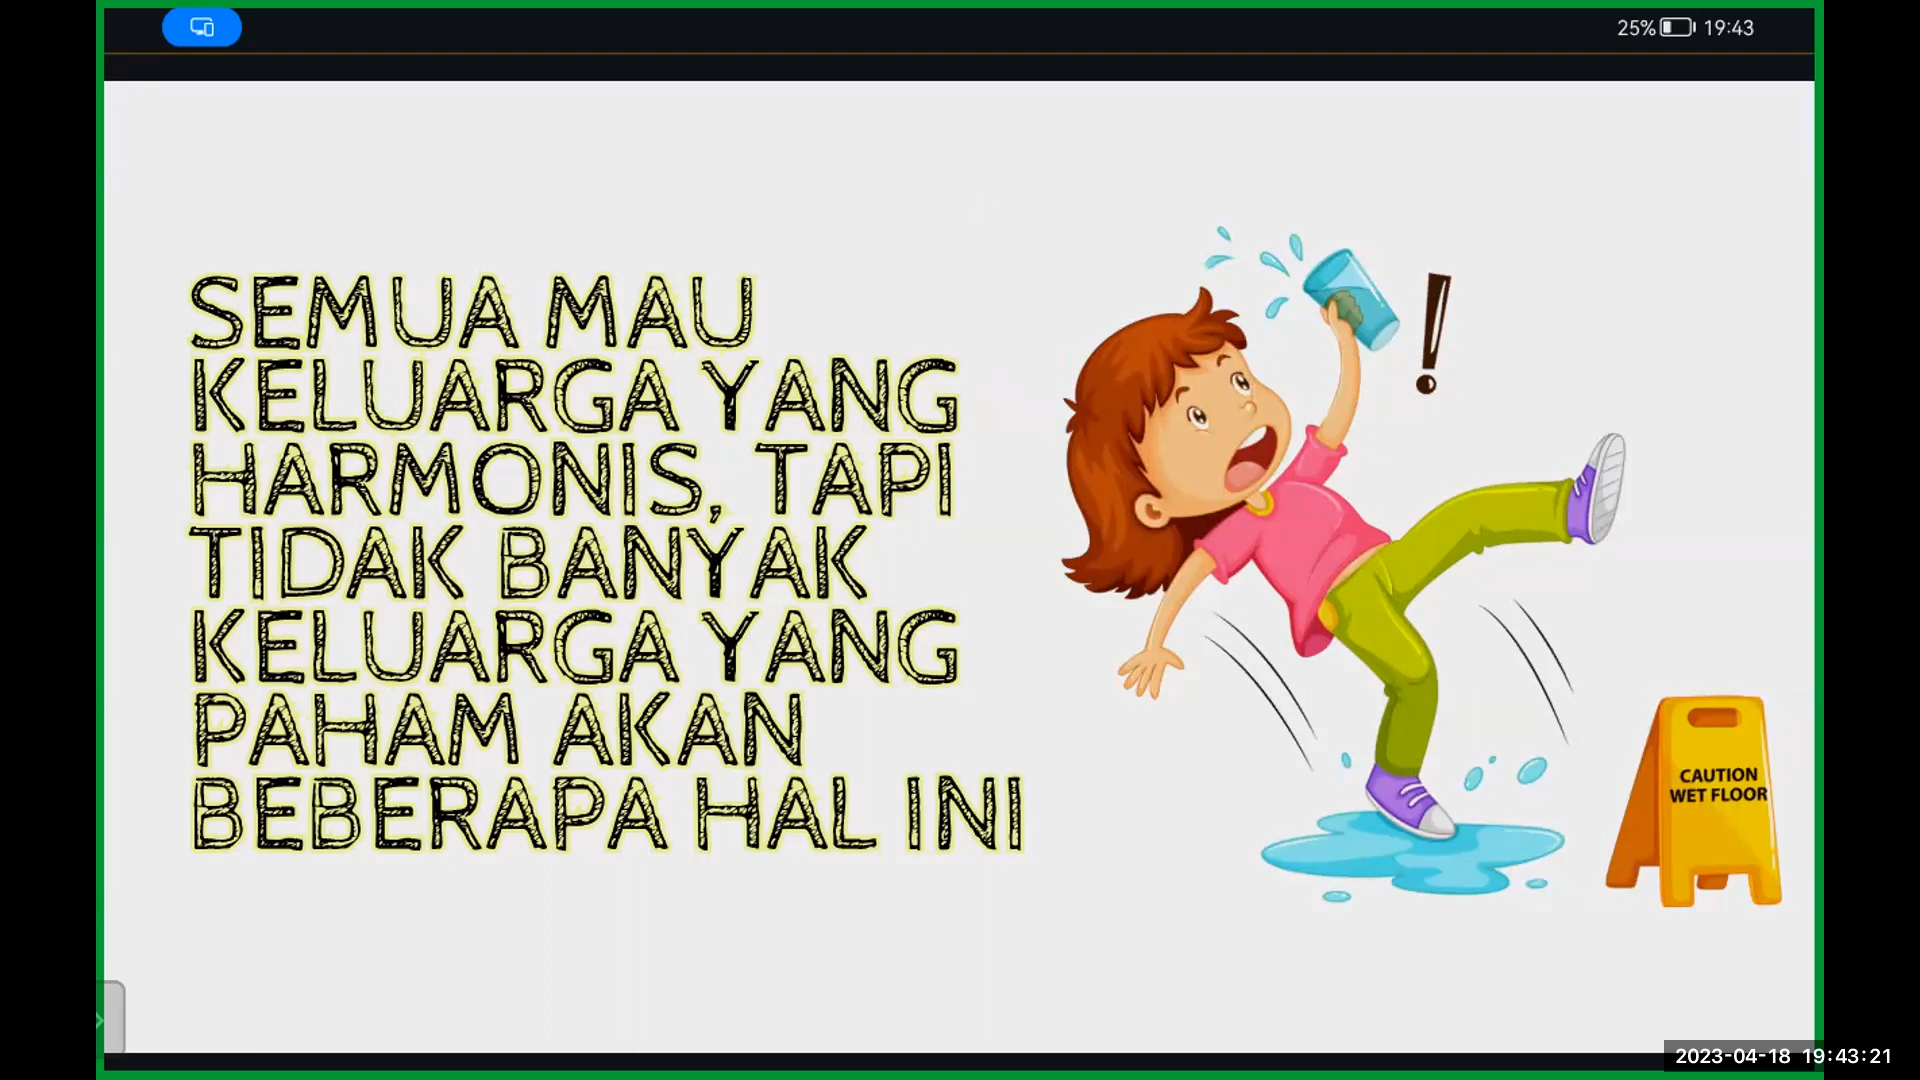 25% 19:43
SEMUA MAU
KELUARGA YANG
HARMONIS, TAPI
TIDAK BANYAK
KELUARGA YANG
PAHAM AKAN
BEBERAPA HAL INI
!
CAUTION
WET FLOOR
2023-04-18 19:43:21